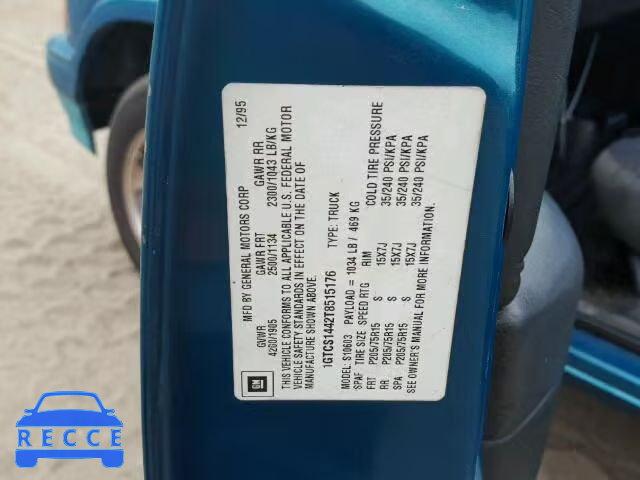 MFD BY GENERAL MOTORS CORP 12/95
GVWR GAWR FRT GAWR RR
4200/1905 2500/1134 2300/1043 LB/KG
THIS VEHICLE CONFORMS TO ALL APPLICABLE U.S. FEDERAL MOTOR
VEHICLE SAFETY STANDARDS IN EFFECT ON THE DATE OF
MANUFACTURE SHOWN ABOVE.
1GTCS1442T8515176 TYPE: TRUCK
MODEL: S10603 PAYLOAD = 1034 LB/ 469 KG
SPAF TIRE SIZE SPEED RTG RIM COLD TIRE PRESSURE
FRT P205/75R15 S 15X7J 35/240 PSI/KPA
RR P205/75R15 S 15X7J 35/240 PSI/KPA
SPA P205/75R15 S 15X7J 35/240 PSI/KPA
SEE OWNER'S MANUAL FOR MORE INFORMATION.
GM
RECCE